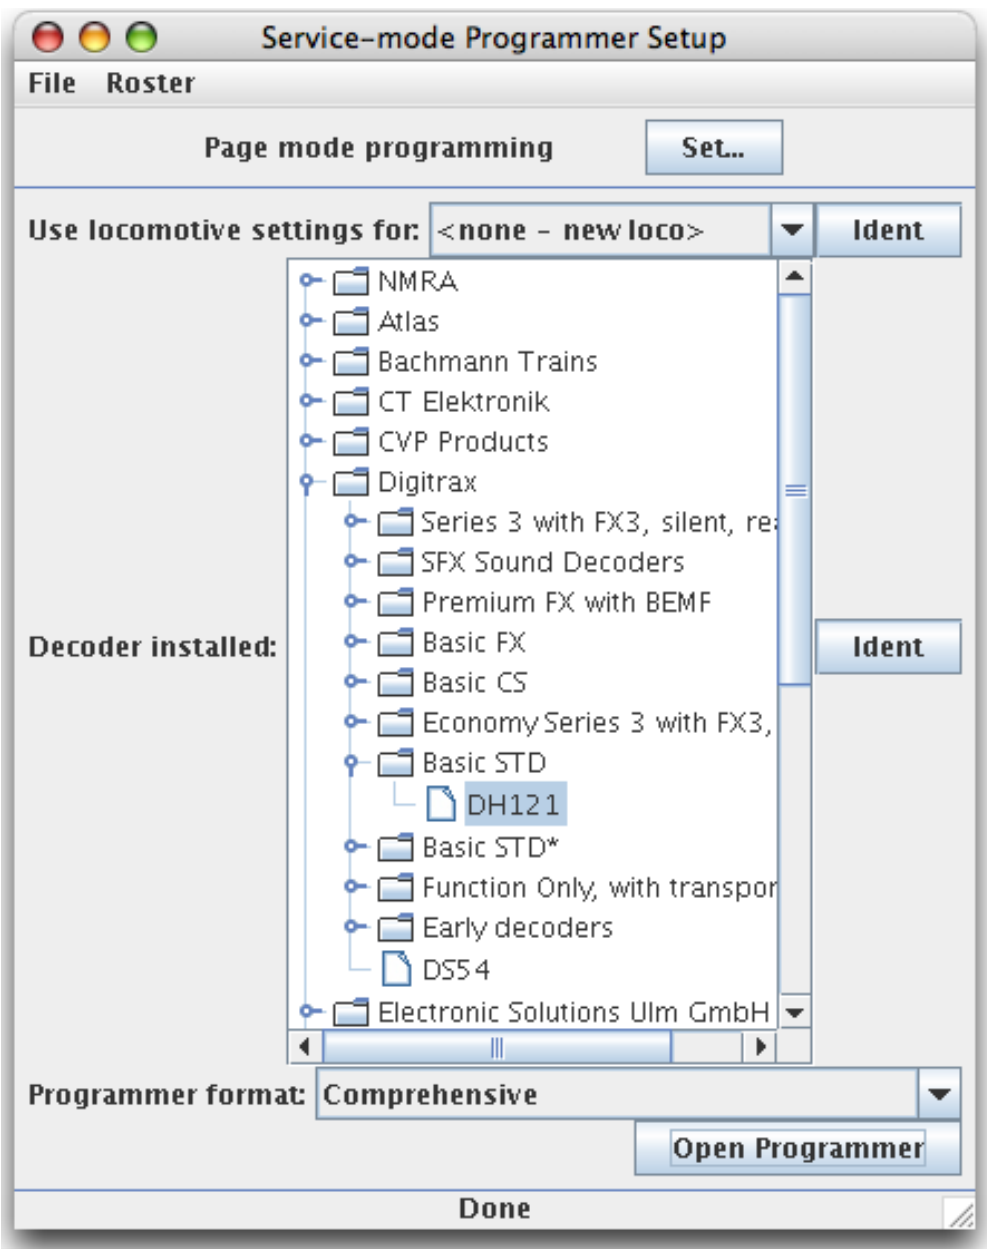 Service-mode Programmer Setup
File Roster
Page mode programming Set...
Use locomotive settings for: <none - new loco> Ident
NMRA
Atlas
Bachmann Trains
CT Elektronik
CVP Products
Digitrax
Series 3 with FX3, silent, rea
SFX Sound Decoders
Premium FX with BEMF
Basic FX
Decoder installed: Ident
Basic CS
Economy Series 3 with FX3,
Basic STD
DH121
Basic STD*
Function Only, with transpor
Early decoders
DS54
Electronic Solutions Ulm GmbH
Programmer format: Comprehensive
Open Programmer
Done